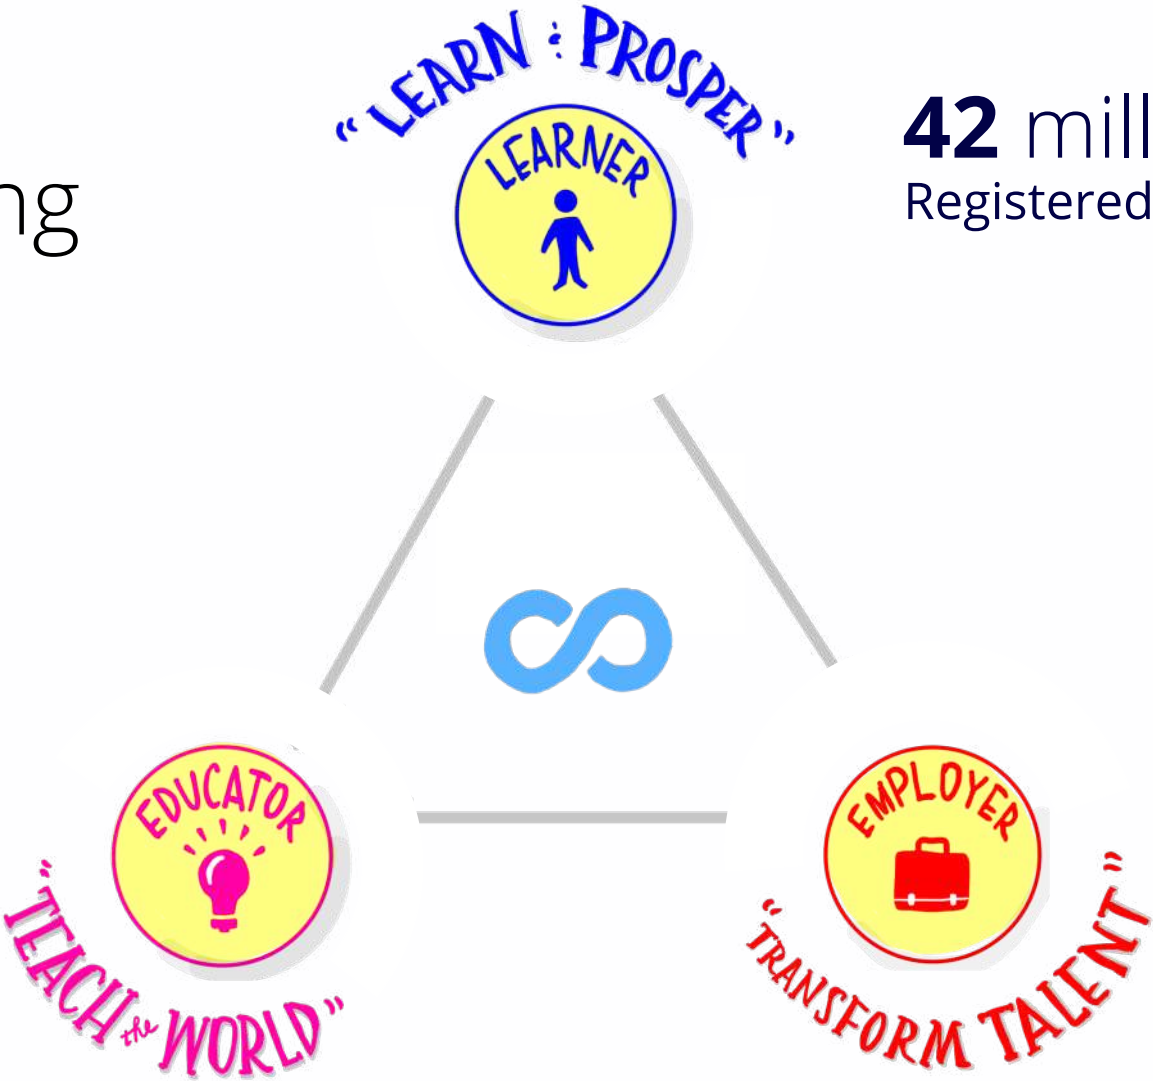 “LEARN & PROSPER”
LEARNER
42 mill
Registered
ng
EDUCATOR
“TEACH the WORLD”
EMPLOYER
“TRANSFORM TALENT”